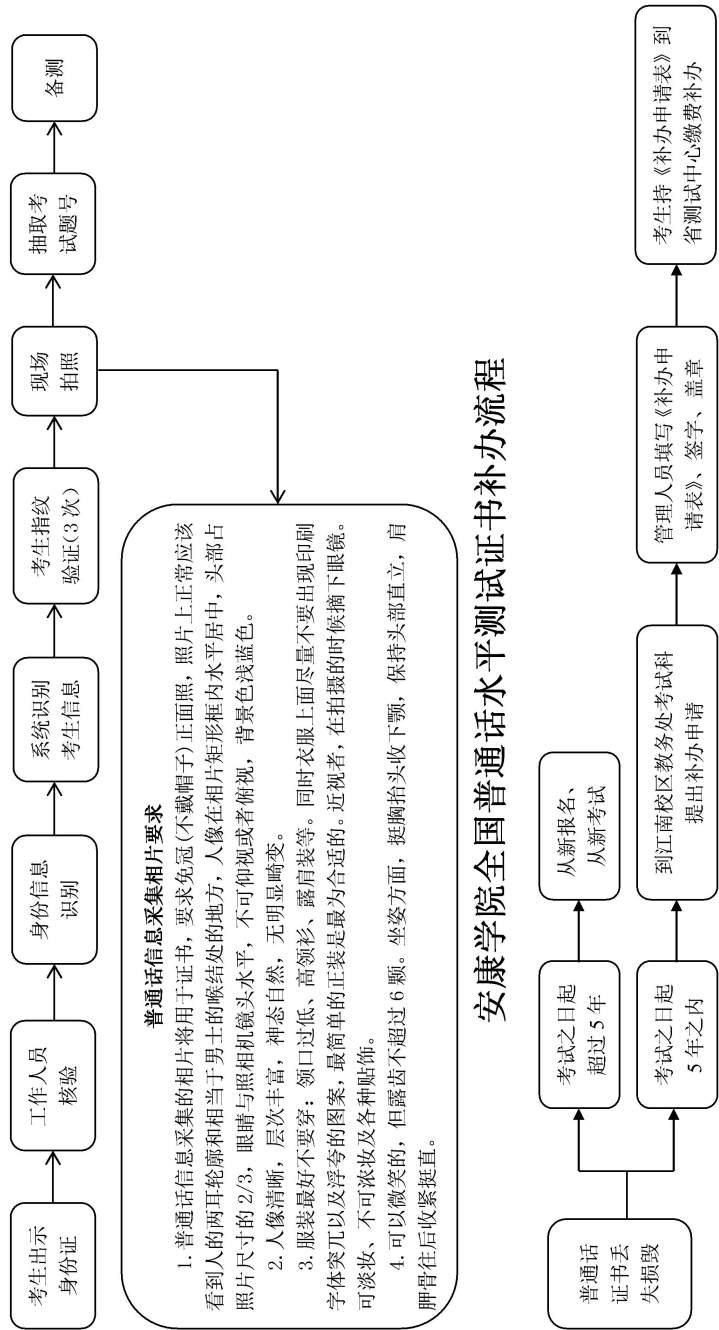 考生出示
身份证
工作人员
核验
身份信息
识别
系统识别
考生信息
考生指纹
验证(3次)
现场
拍照
抽取考
试题号
备测
普通话信息采集相片要求
1.普通话信息采集的相片将用于证书，要求免冠(不戴帽子)正面照，照片上正常应该
看到人的两耳轮廓和相当于男士的喉结处的地方，人像在相片矩形框内水平居中，头部占
照片尺寸的2/3，眼睛与照相机镜头水平，不可仰视或者俯视，背景色浅蓝色。
2.人像清晰，层次丰富，神态自然，无明显畸变。
3.服装最好不要穿：领口过低、高领衫、露肩装等。同时衣服上面尽量不要出现印刷
字体突兀以及浮夸的图案，最简单的正装是最为合适的。近视者，在拍摄的时候摘下眼镜。
可淡妆、不可浓妆及各种贴饰。
4.可以微笑的，但露齿不超过6颗。坐姿方面，挺胸抬头收下颚，保持头部直立，肩
胛骨往后收紧挺直。
安康学院全国普通话水平测试证书补办流程
普通话
证书丢
失损毁
考试之日起
超过5年
从新报名、
从新考试
考试之日起
5年之内
到江南校区教务处考试科
提出补办申请
管理人员填写《补办申
请表》、签字、盖章
考生持《补办申请表》到
省测试中心缴费补办